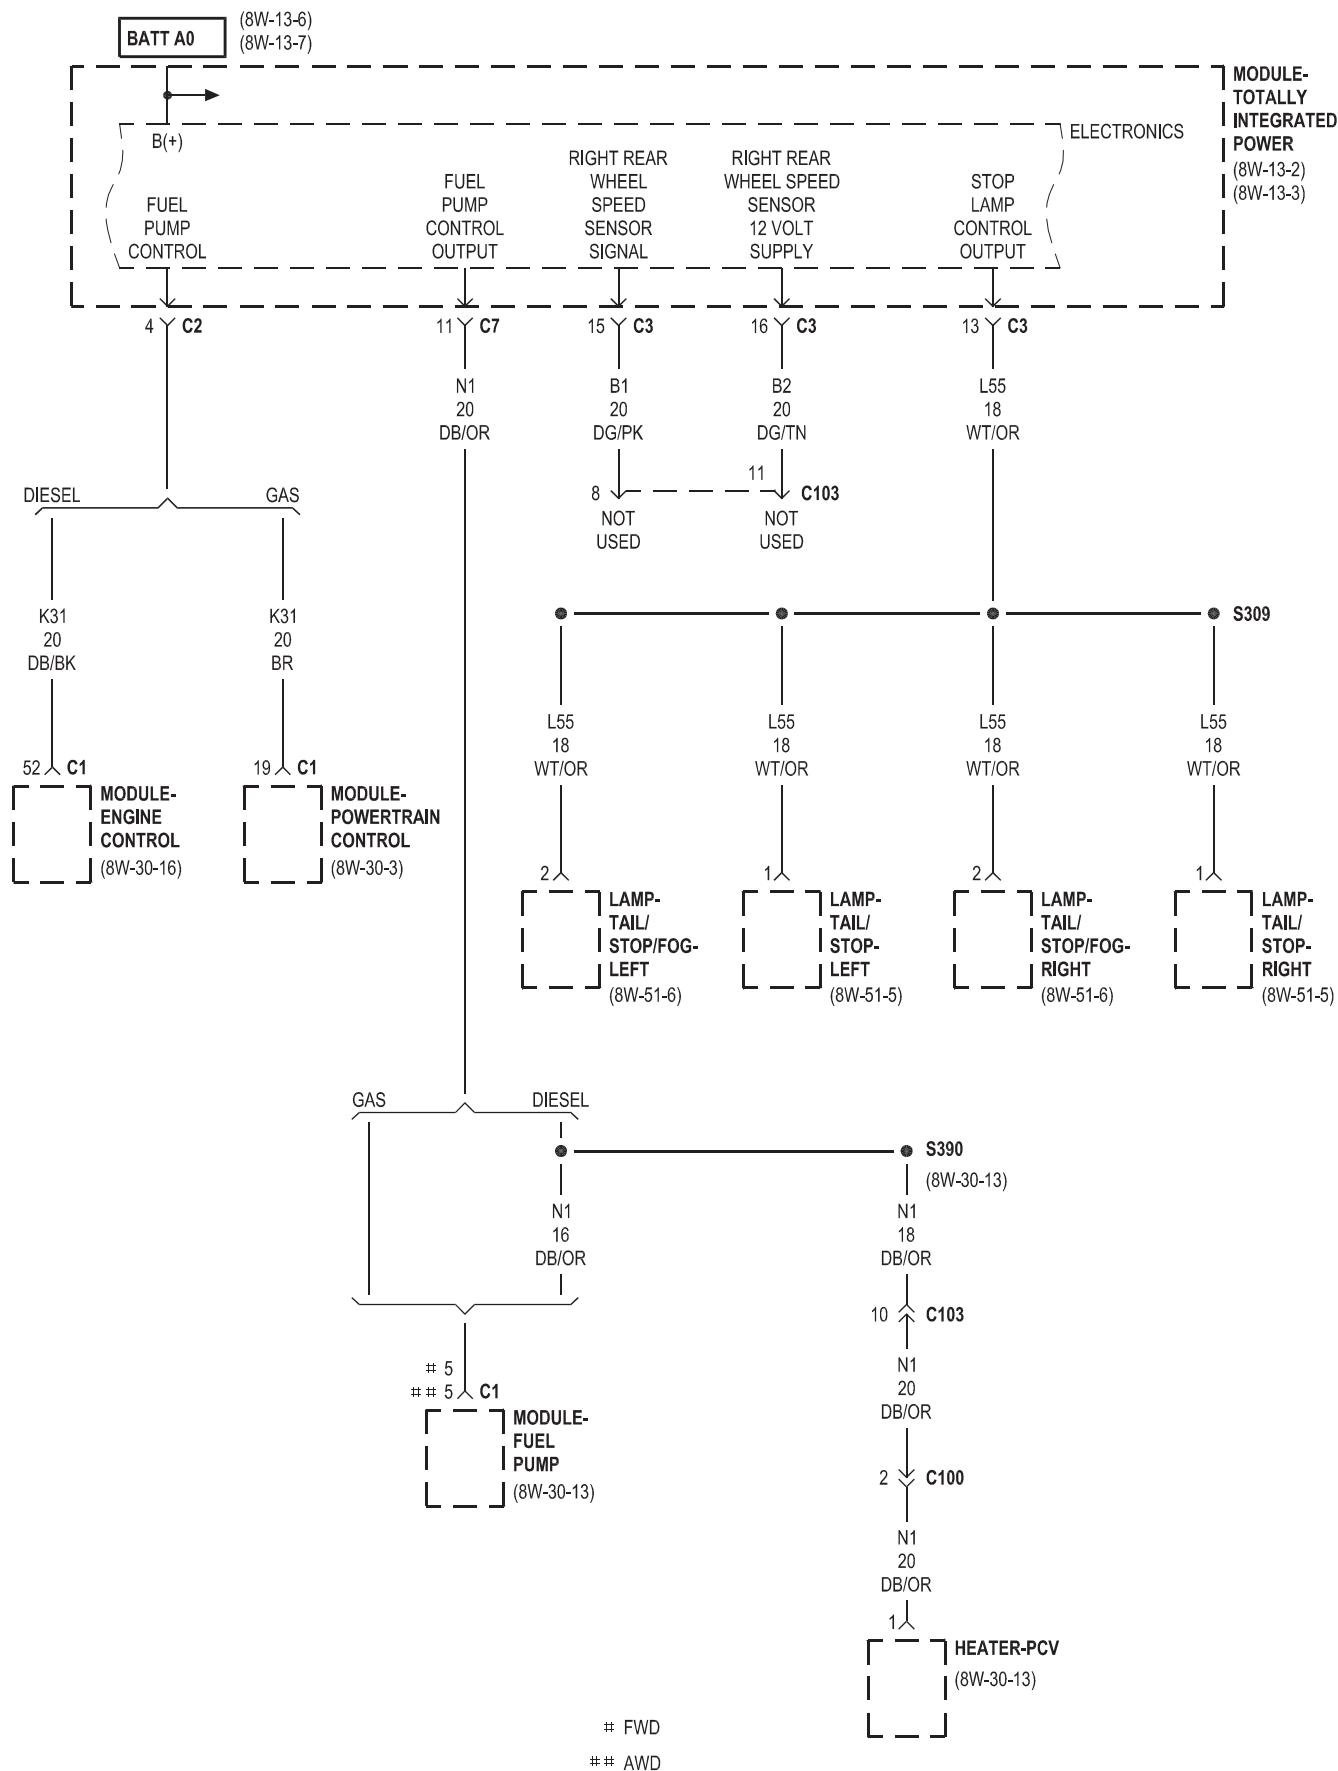 BATT A0
(8W-13-6)
(8W-13-7)
MODULE-
TOTALLY
INTEGRATED
POWER
(8W-13-2)
(8W-13-3)
ELECTRONICS
B(+)
FUEL
PUMP
CONTROL
FUEL
PUMP
CONTROL
OUTPUT
RIGHT REAR
WHEEL
SPEED
SENSOR
SIGNAL
RIGHT REAR
WHEEL SPEED
SENSOR
12 VOLT
SUPPLY
STOP
LAMP
CONTROL
OUTPUT
4 C2
11 C7
15 C3
16 C3
13 C3
N1
20
DB/OR
B1
20
DG/PK
B2
20
DG/TN
L55
18
WT/OR
8
11
C103
NOT
USED
NOT
USED
DIESEL
GAS
K31
20
DB/BK
K31
20
BR
52 C1
MODULE-
ENGINE
CONTROL
(8W-30-16)
19 C1
MODULE-
POWERTRAIN
CONTROL
(8W-30-3)
S309
L55
18
WT/OR
L55
18
WT/OR
L55
18
WT/OR
L55
18
WT/OR
2
LAMP-
TAIL/
STOP/FOG-
LEFT
(8W-51-6)
1
LAMP-
TAIL/
STOP-
LEFT
(8W-51-5)
2
LAMP-
TAIL/
STOP/FOG-
RIGHT
(8W-51-6)
1
LAMP-
TAIL/
STOP-
RIGHT
(8W-51-5)
GAS
DIESEL
S390
(8W-30-13)
N1
16
DB/OR
N1
18
DB/OR
10 C103
N1
20
DB/OR
2 C100
N1
20
DB/OR
1
HEATER-PCV
(8W-30-13)
# 5
## 5 C1
MODULE-
FUEL
PUMP
(8W-30-13)
# FWD
## AWD